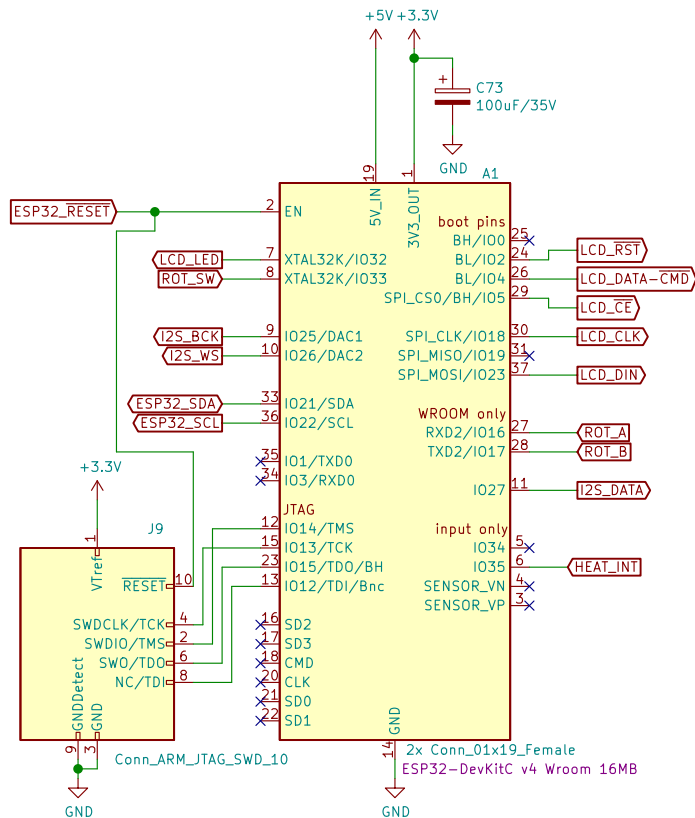 +5V +3.3V
+ C73
100uF/35V
GND
A1
19 1
5V_IN 3V3_OUT
ESP32_RESET 2 EN
boot pins
BH/IO0 25
BL/IO2 24 LCD_RST
LCD_LED 7 XTAL32K/IO32
ROT_SW 8 XTAL32K/IO33
BL/IO4 26 LCD_DATA-CMD
SPI_CS0/BH/IO5 29 LCD_CE
I2S_BCK 9 IO25/DAC1
SPI_CLK/IO18 30 LCD_CLK
I2S_WS 10 IO26/DAC2
SPI_MISO/IO19 31
SPI_MOSI/IO23 37 LCD_DIN
ESP32_SDA 33 IO21/SDA
WROOM only
ESP32_SCL 36 IO22/SCL
RXD2/IO16 27 ROT_A
TXD2/IO17 28 ROT_B
35 IO1/TXD0
34 IO3/RXD0
IO27 11 I2S_DATA
JTAG
12 IO14/TMS
15 IO13/TCK
23 IO15/TDO/BH
13 IO12/TDI/Bnc
input only
IO34 5
IO35 6 HEAT_INT
SENSOR_VN 4
SENSOR_VP 3
16 SD2
17 SD3
18 CMD
20 CLK
21 SD0
22 SD1
GND
14
GND
2x Conn_01x19_Female
ESP32-DevKitC v4 Wroom 16MB
+3.3V
J9
1
VTref
RESET 10
SWDCLK/TCK 4
SWDIO/TMS 2
SWO/TDO 6
NC/TDI 8
GNDDetect GND
9 3
Conn_ARM_JTAG_SWD_10
GND